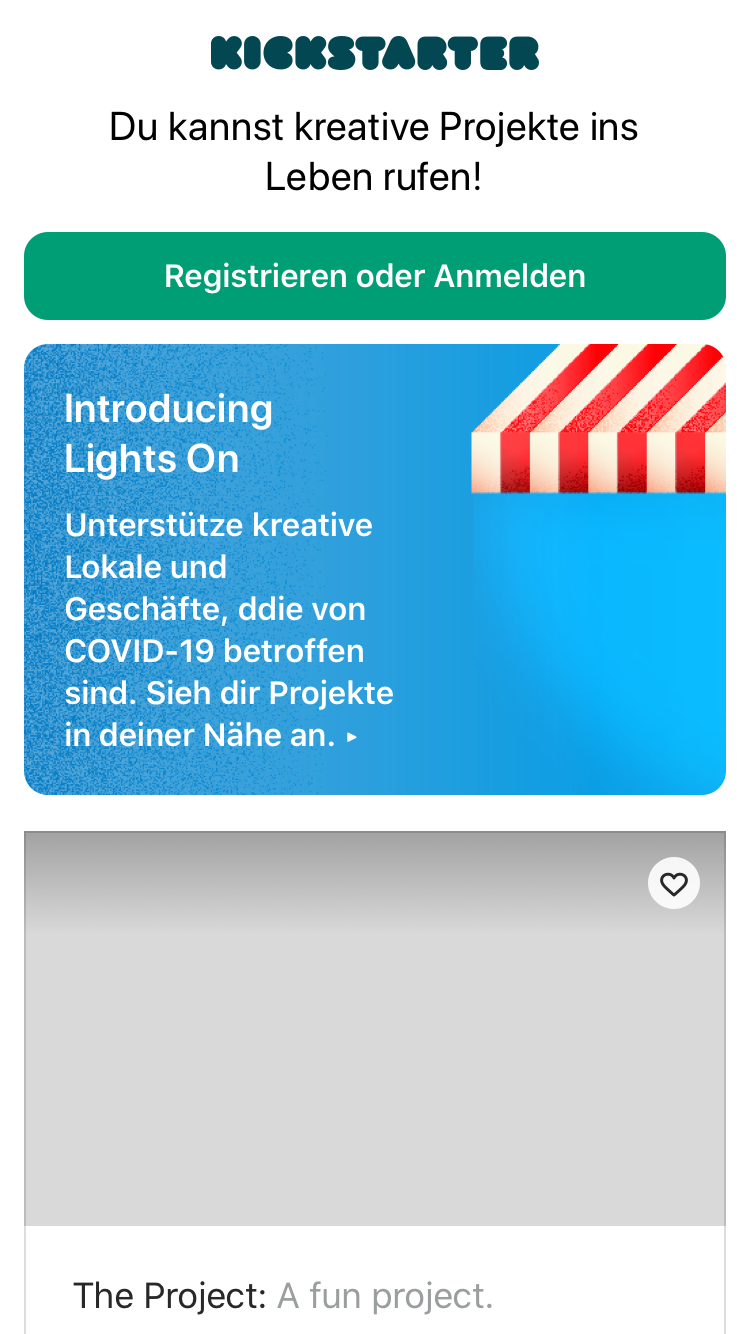 KICKSTARTER
Du kannst kreative Projekte ins
Leben rufen!
Registrieren oder Anmelden
Introducing
Lights On
Unterstütze kreative
Lokale und
Geschäfte, ddie von
COVID-19 betroffen
sind. Sieh dir Projekte
in deiner Nähe an. ▸
The Project: A fun project.